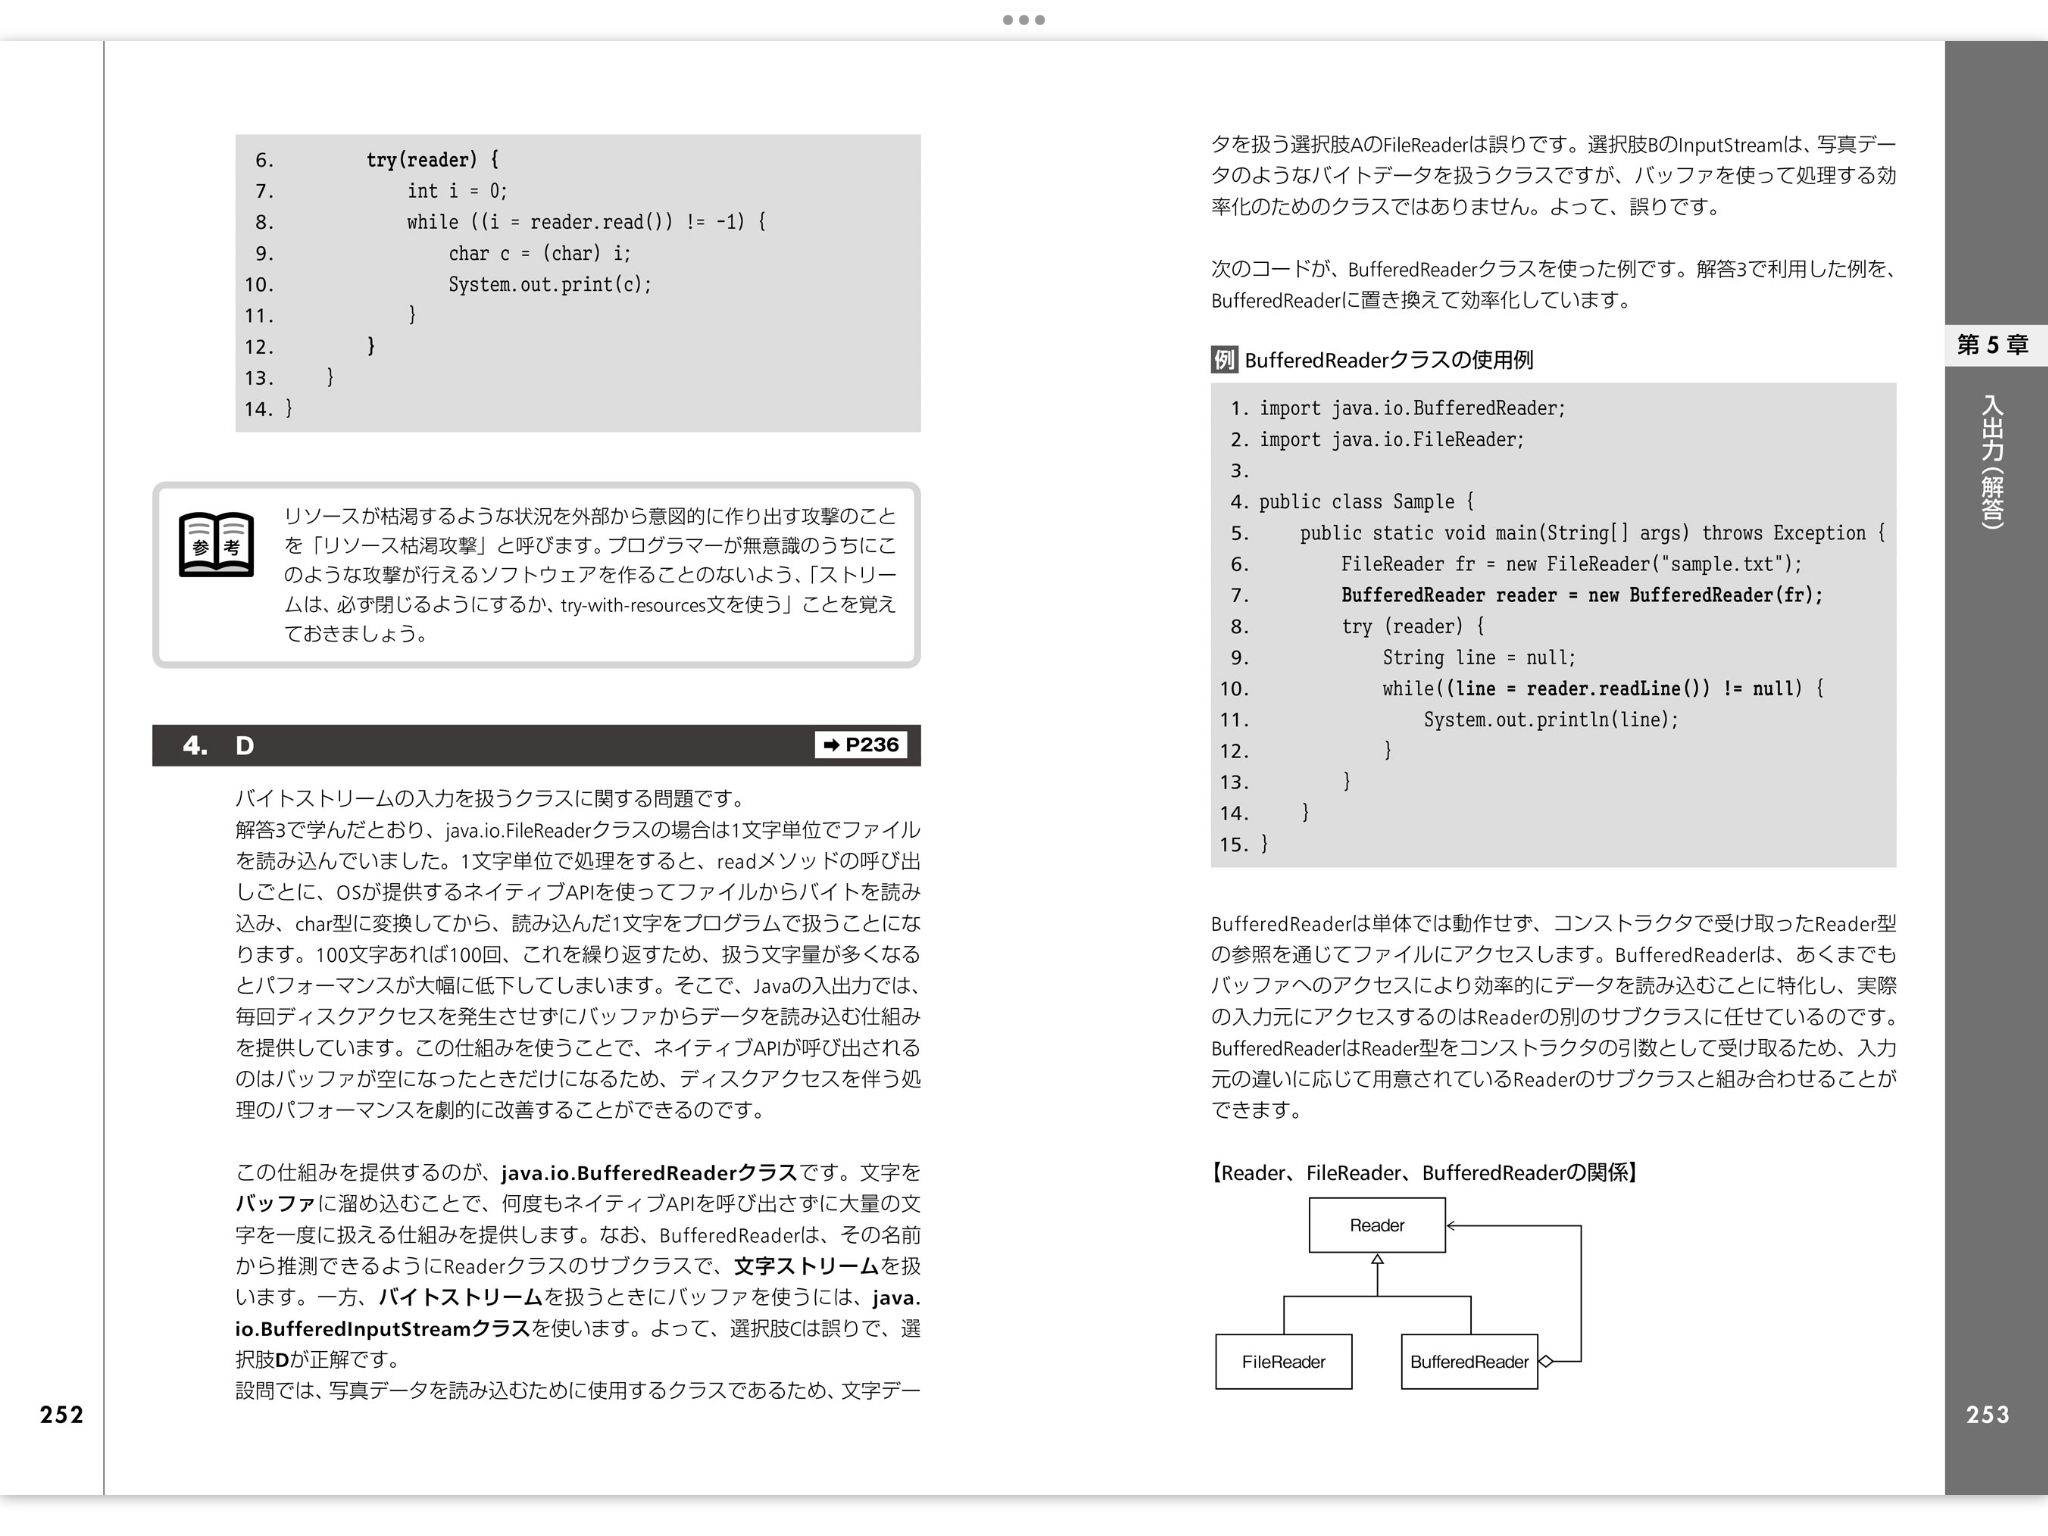 6. try(reader) {
7. int i = 0;
8. while ((i = reader.read()) != -1) {
9. char c = (char) i;
10. System.out.print(c);
11. }
12. }
13. }
14. }
参考
リソースが枯渇するような状況を外部から意図的に作り出す攻撃のこと
を「リソース枯渇攻撃」と呼びます。プログラマーが無意識のうちにこ
のような攻撃が行えるソフトウェアを作ることのないよう、「ストリー
ムは、必ず閉じるようにするか、try-with-resources文を使う」ことを覚え
ておきましょう。
4. D ➡ P236
バイトストリームの入力を扱うクラスに関する問題です。
解答3で学んだとおり、java.io.FileReaderクラスの場合は1文字単位でファイル
を読み込んでいました。1文字単位で処理をすると、readメソッドの呼び出
しごとに、OSが提供するネイティブAPIを使ってファイルからバイトを読み
込み、char型に変換してから、読み込んだ1文字をプログラムで扱うことにな
ります。100文字あれば100回、これを繰り返すため、扱う文字量が多くなる
とパフォーマンスが大幅に低下してしまいます。そこで、Javaの入出力では、
毎回ディスクアクセスを発生させずにバッファからデータを読み込む仕組み
を提供しています。この仕組みを使うことで、ネイティブAPIが呼び出される
のはバッファが空になったときだけになるため、ディスクアクセスを伴う処
理のパフォーマンスを劇的に改善することができるのです。
この仕組みを提供するのが、java.io.BufferedReaderクラスです。文字を
バッファに溜め込むことで、何度もネイティブAPIを呼び出さずに大量の文
字を一度に扱える仕組みを提供します。なお、BufferedReaderは、その名前
から推測できるようにReaderクラスのサブクラスで、文字ストリームを扱
います。一方、バイトストリームを扱うときにバッファを使うには、java.
io.BufferedInputStreamクラスを使います。よって、選択肢Cは誤りで、選
択肢Dが正解です。
設問では、写真データを読み込むために使用するクラスであるため、文字デー
252
タを扱う選択肢AのFileReaderは誤りです。選択肢BのInputStreamは、写真デー
タのようなバイトデータを扱うクラスですが、バッファを使って処理する効
率化のためのクラスではありません。よって、誤りです。
次のコードが、BufferedReaderクラスを使った例です。解答3で利用した例を、
BufferedReaderに置き換えて効率化しています。
例 BufferedReaderクラスの使用例
1. import java.io.BufferedReader;
2. import java.io.FileReader;
3.
4. public class Sample {
5. public static void main(String[] args) throws Exception {
6. FileReader fr = new FileReader("sample.txt");
7. BufferedReader reader = new BufferedReader(fr);
8. try (reader) {
9. String line = null;
10. while((line = reader.readLine()) != null) {
11. System.out.println(line);
12. }
13. }
14. }
15. }
BufferedReaderは単体では動作せず、コンストラクタで受け取ったReader型
の参照を通じてファイルにアクセスします。BufferedReaderは、あくまでも
バッファへのアクセスにより効率的にデータを読み込むことに特化し、実際
の入力元にアクセスするのはReaderの別のサブクラスに任せているのです。
BufferedReaderはReader型をコンストラクタの引数として受け取るため、入力
元の違いに応じて用意されているReaderのサブクラスと組み合わせることが
できます。
【Reader、FileReader、BufferedReaderの関係】
Reader
FileReader
BufferedReader
第5章
入出力（解答）
253